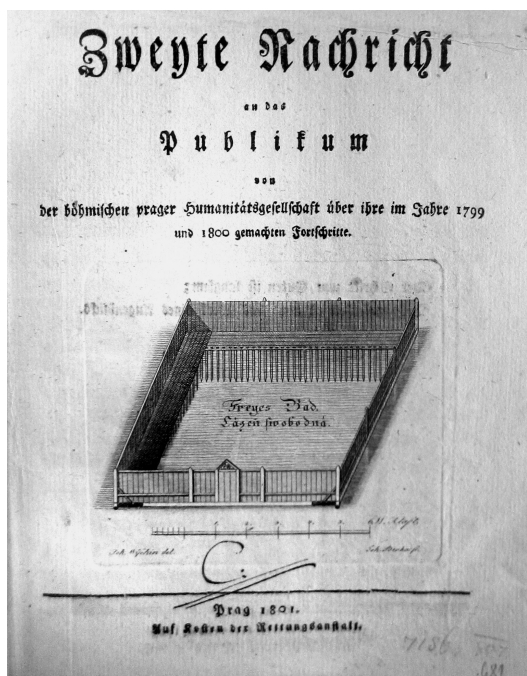 Zweyte Nachricht
an das
Publikum
von
der böhmischen prager Humanitätsgesellschaft über ihre im Jahre 1799
und 1800 gemachten Fortschritte.
Freyes Bad.
Lázeň swobodná.
C:
Prag 1801.
Auf Kosten der Rettungsanstalt.